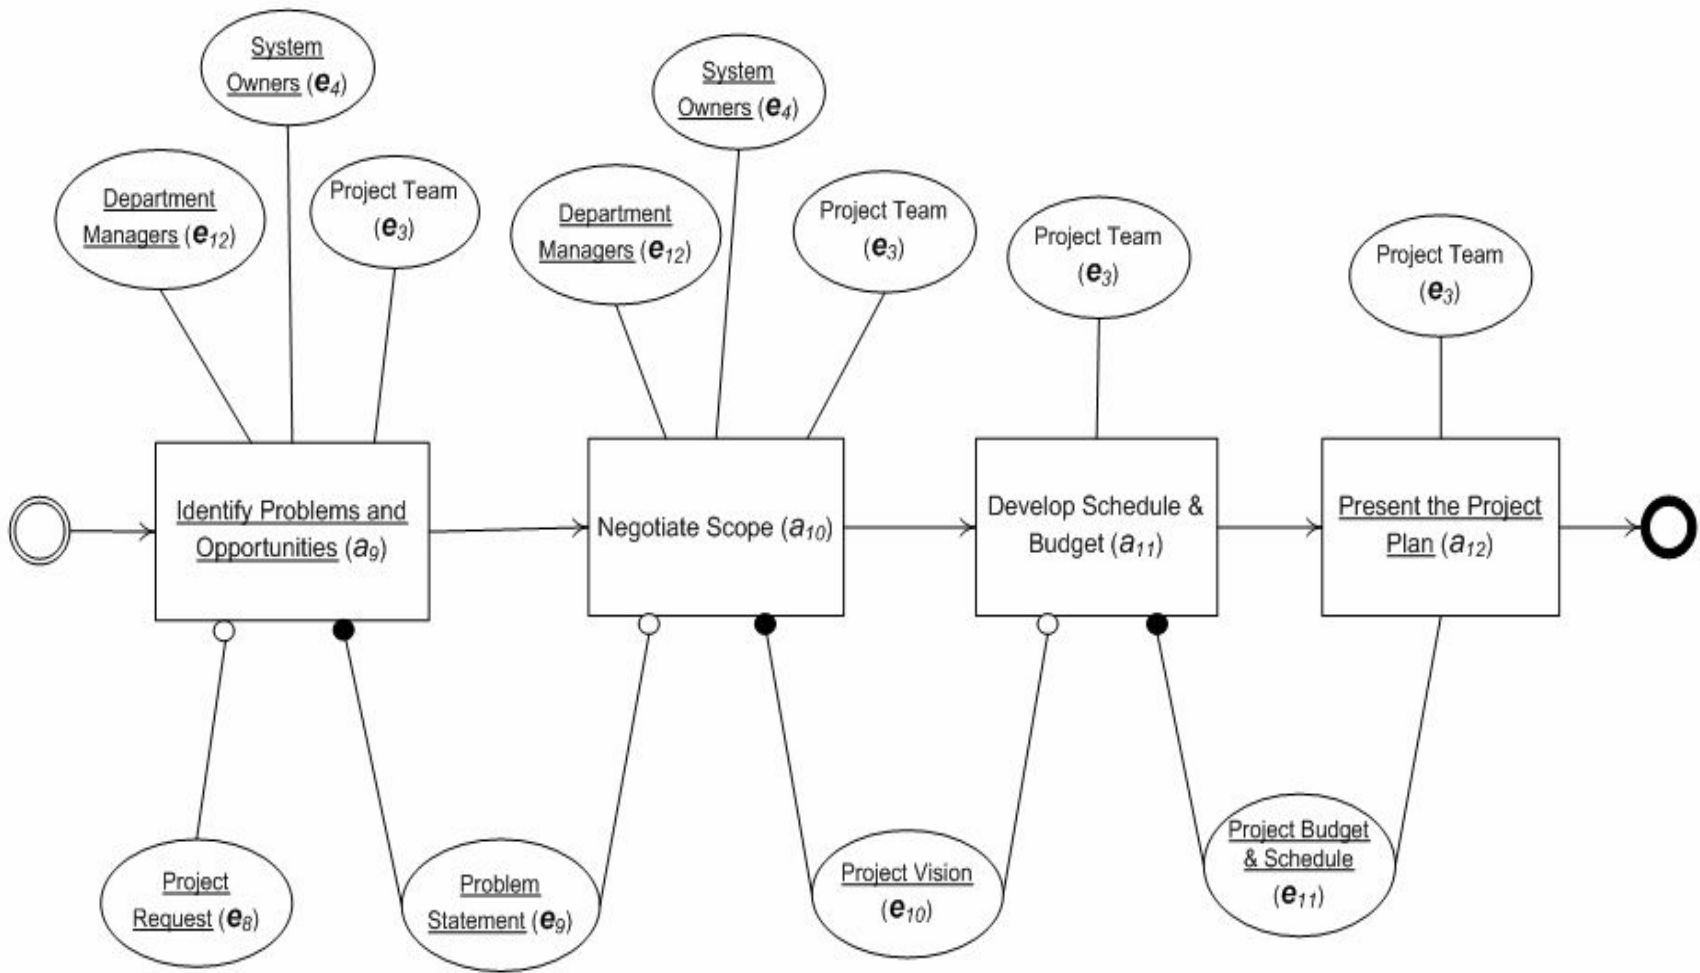 System
Owners (e4)
System
Owners (e4)
Department
Managers (e12)
Project Team
(e3)
Department
Managers (e12)
Project Team
(e3)
Project Team
(e3)
Project Team
(e3)
Identify Problems and
Opportunities (a9)
Negotiate Scope (a10)
Develop Schedule &
Budget (a11)
Present the Project
Plan (a12)
Project
Request (e8)
Problem
Statement (e9)
Project Vision
(e10)
Project Budget
& Schedule
(e11)